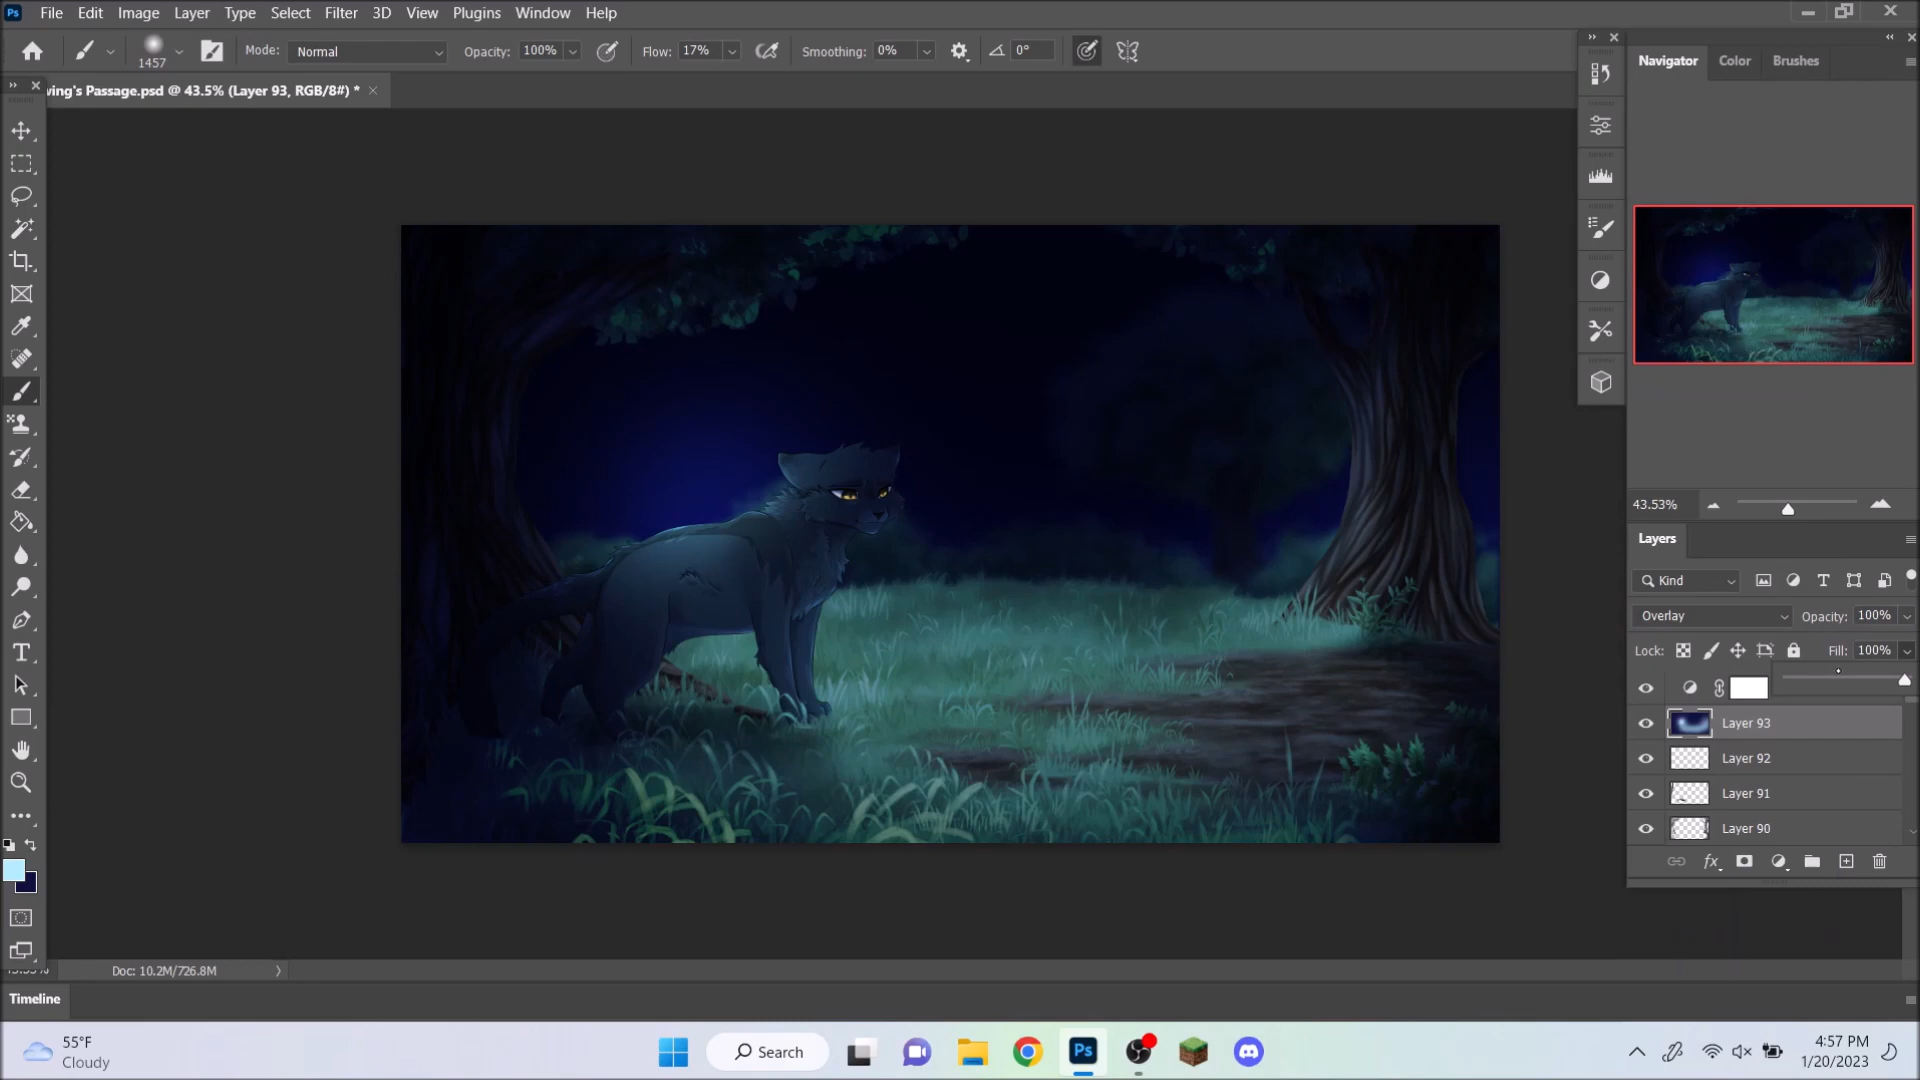 Ps File Edit Image Layer Type Select Filter 3D View Plugins Window Help
1457 Mode: Normal Opacity: 100% Flow: 17% Smoothing: 0% 0°
ving's Passage.psd @ 43.5% (Layer 93, RGB/8#) *
Navigator Color Brushes
43.53%
Layers
Kind
Overlay Opacity: 100%
Lock: Fill: 100%
Layer 93
Layer 92
Layer 91
Layer 90
fx
Doc: 10.2M/726.8M
Timeline
55°F
Cloudy
Search
Ps
4:57 PM
1/20/2023